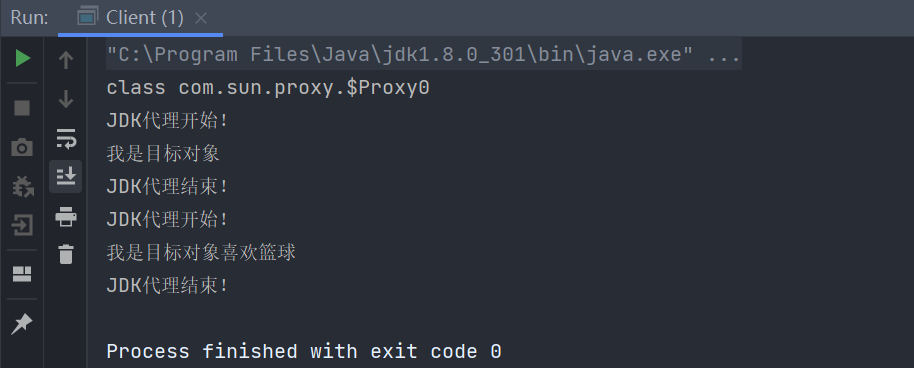 Run: Client (1)
"C:\Program Files\Java\jdk1.8.0_301\bin\java.exe" ...
class com.sun.proxy.$Proxy0
JDK代理开始!
我是目标对象
JDK代理结束!
JDK代理开始!
我是目标对象喜欢篮球
JDK代理结束!
Process finished with exit code 0